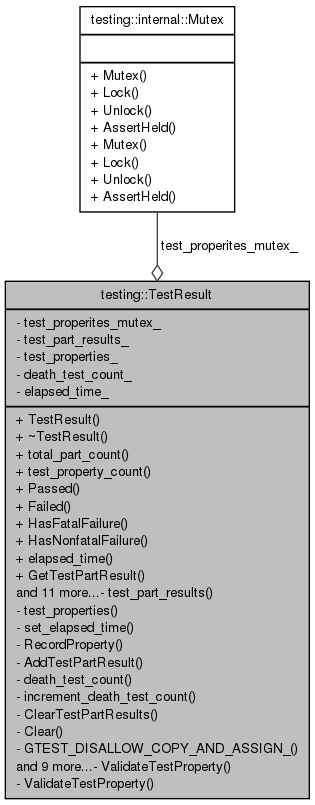 testing::internal::Mutex
+ Mutex()
+ Lock()
+ Unlock()
+ AssertHeld()
+ Mutex()
+ Lock()
+ Unlock()
+ AssertHeld()
test_properites_mutex_
testing::TestResult
- test_properites_mutex_
- test_part_results_
- test_properties_
- death_test_count_
- elapsed_time_
+ TestResult()
+ ~TestResult()
+ total_part_count()
+ test_property_count()
+ Passed()
+ Failed()
+ HasFatalFailure()
+ HasNonfatalFailure()
+ elapsed_time()
+ GetTestPartResult()
and 11 more...- test_part_results()
- test_properties()
- set_elapsed_time()
- RecordProperty()
- AddTestPartResult()
- death_test_count()
- increment_death_test_count()
- ClearTestPartResults()
- Clear()
- GTEST_DISALLOW_COPY_AND_ASSIGN_()
and 9 more...- ValidateTestProperty()
- ValidateTestProperty()